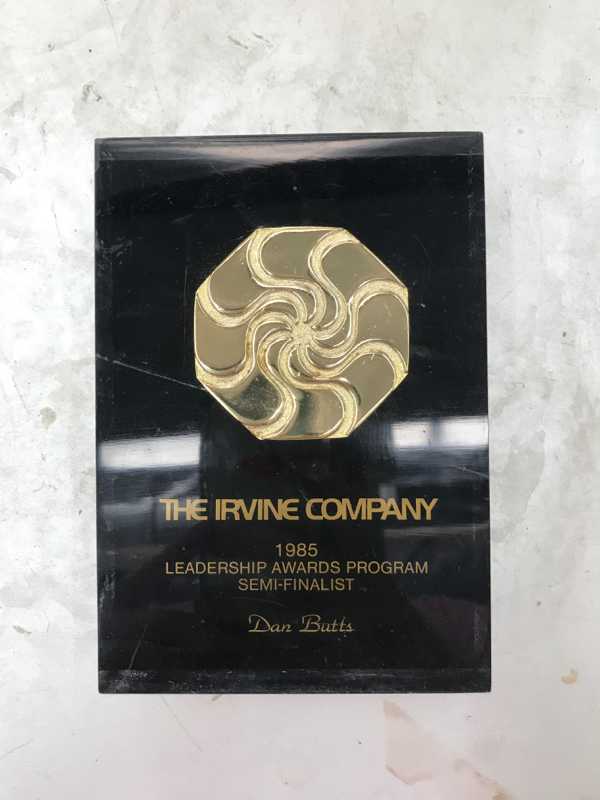 THE IRVINE COMPANY
1985
LEADERSHIP AWARDS PROGRAM
SEMI-FINALIST
Dan Butts